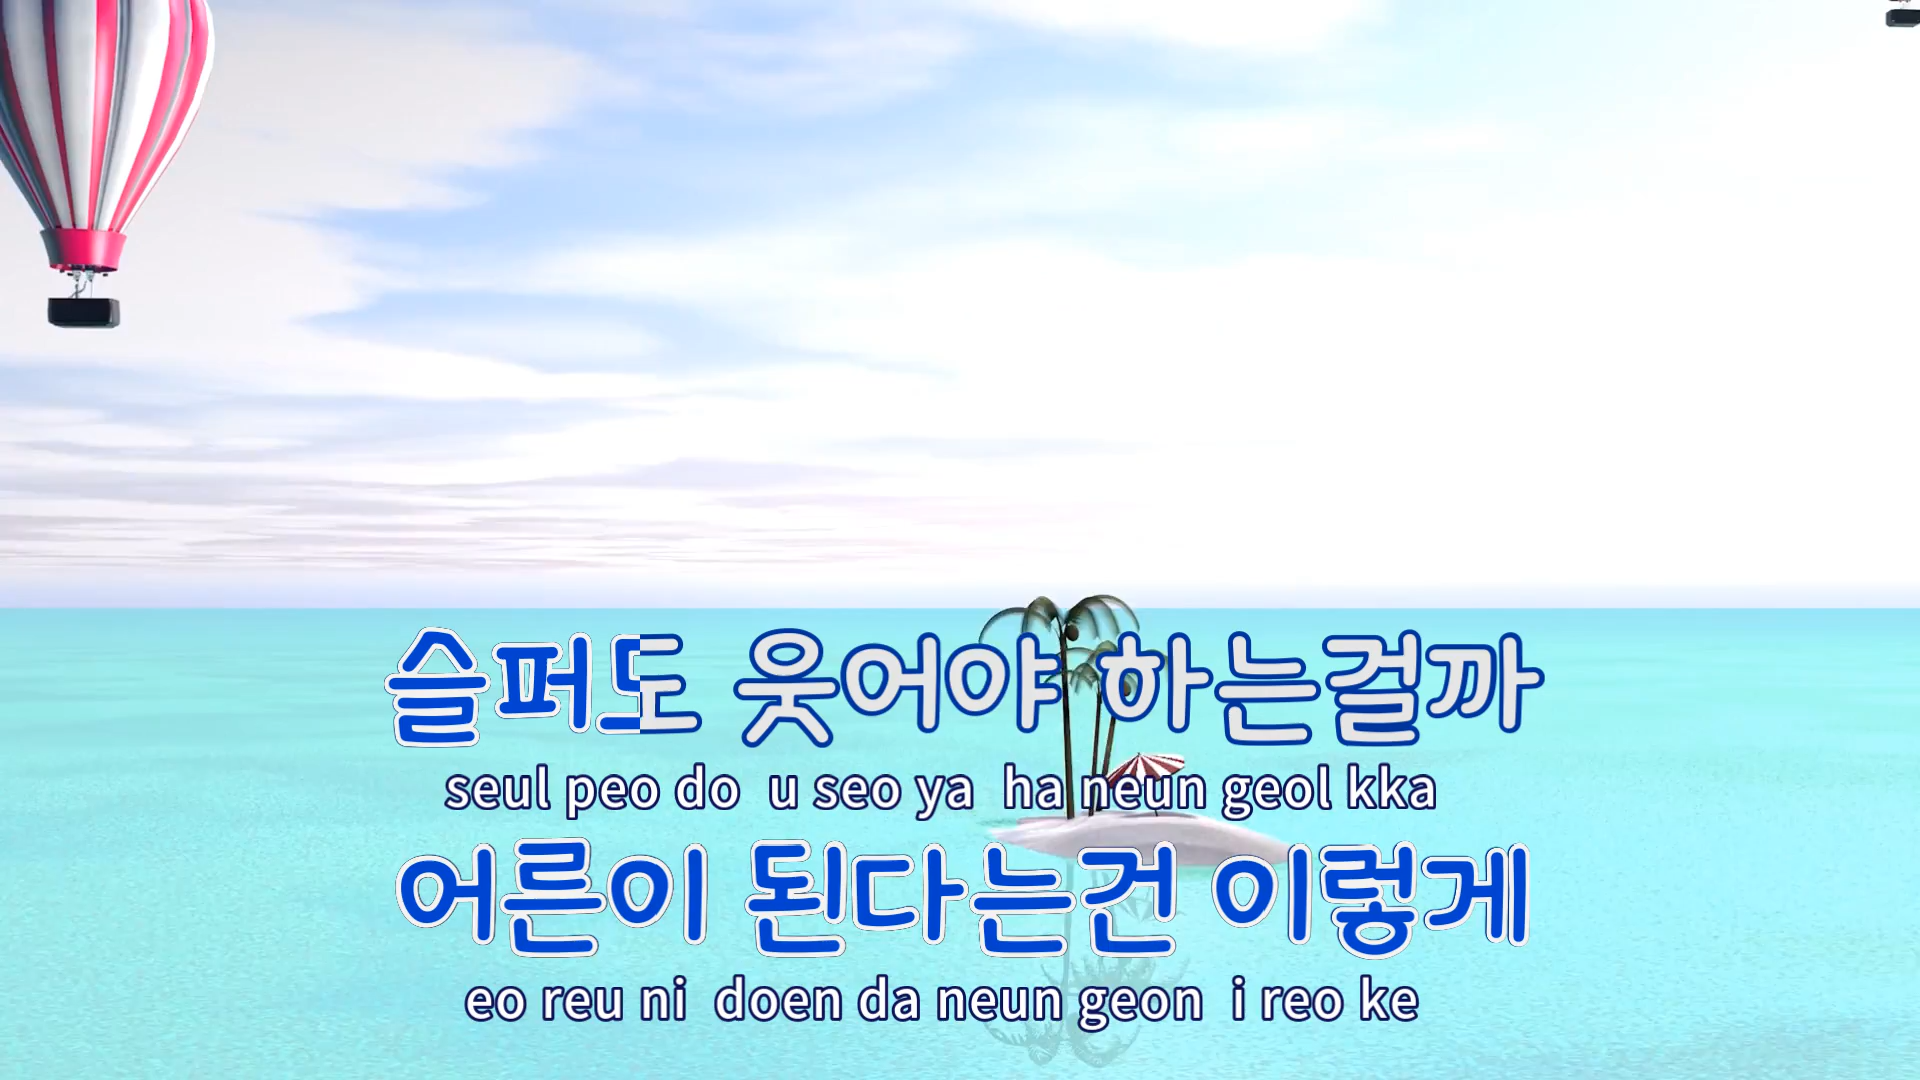 슬퍼도 웃어야 하는걸까
seul peo do u seo ya ha neun geol kka
어른이 된다는건 이렇게
eo reu ni doen da neun geon i reo ke